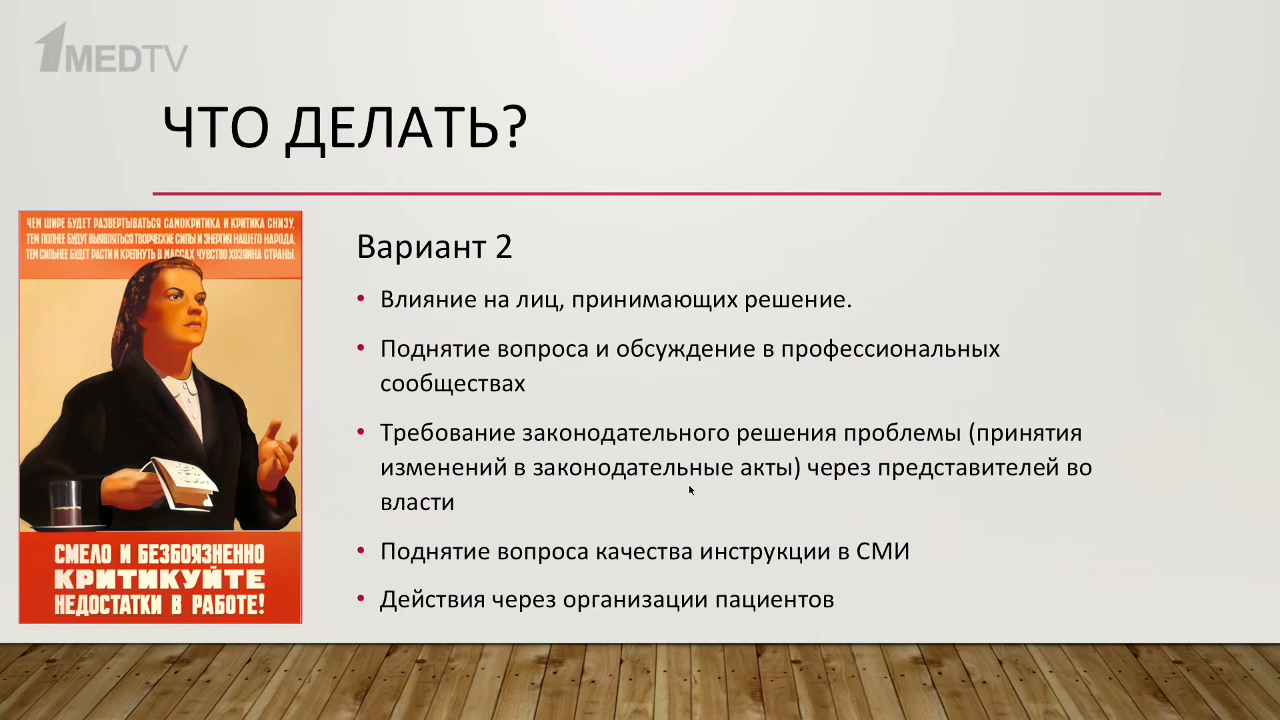 1MEDTV
ЧТО ДЕЛАТЬ?
ЧЕМ ШИРЕ БУДЕТ РАЗВЕРТЫВАТЬСЯ САМОКРИТИКА И КРИТИКА СНИЗУ,
ТЕМ ПОЛНЕЕ БУДУТ ВЫЯВЛЯТЬСЯ ТВОРЧЕСКИЕ СИЛЫ И ЭНЕРГИЯ НАШЕГО НАРОДА,
ТЕМ СИЛЬНЕЕ БУДЕТ РАСТИ И КРЕПНУТЬ В МАССАХ ЧУВСТВО ХОЗЯИНА СТРАНЫ.
СМЕЛО И БЕЗБОЯЗНЕННО
КРИТИКУЙТЕ
НЕДОСТАТКИ В РАБОТЕ!
Вариант 2
• Влияние на лиц, принимающих решение.
• Поднятие вопроса и обсуждение в профессиональных
сообществах
• Требование законодательного решения проблемы (принятия
изменений в законодательные акты) через представителей во
власти
• Поднятие вопроса качества инструкции в СМИ
• Действия через организации пациентов